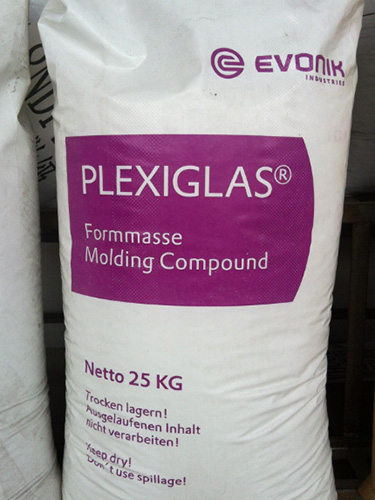 EVONIK
INDUSTRIES
PLEXIGLAS®
Formmasse
Molding Compound
Netto 25 KG
Trocken lagern!
Ausgelaufenen Inhalt
nicht verarbeiten!
Keep dry!
Don't use spillage!